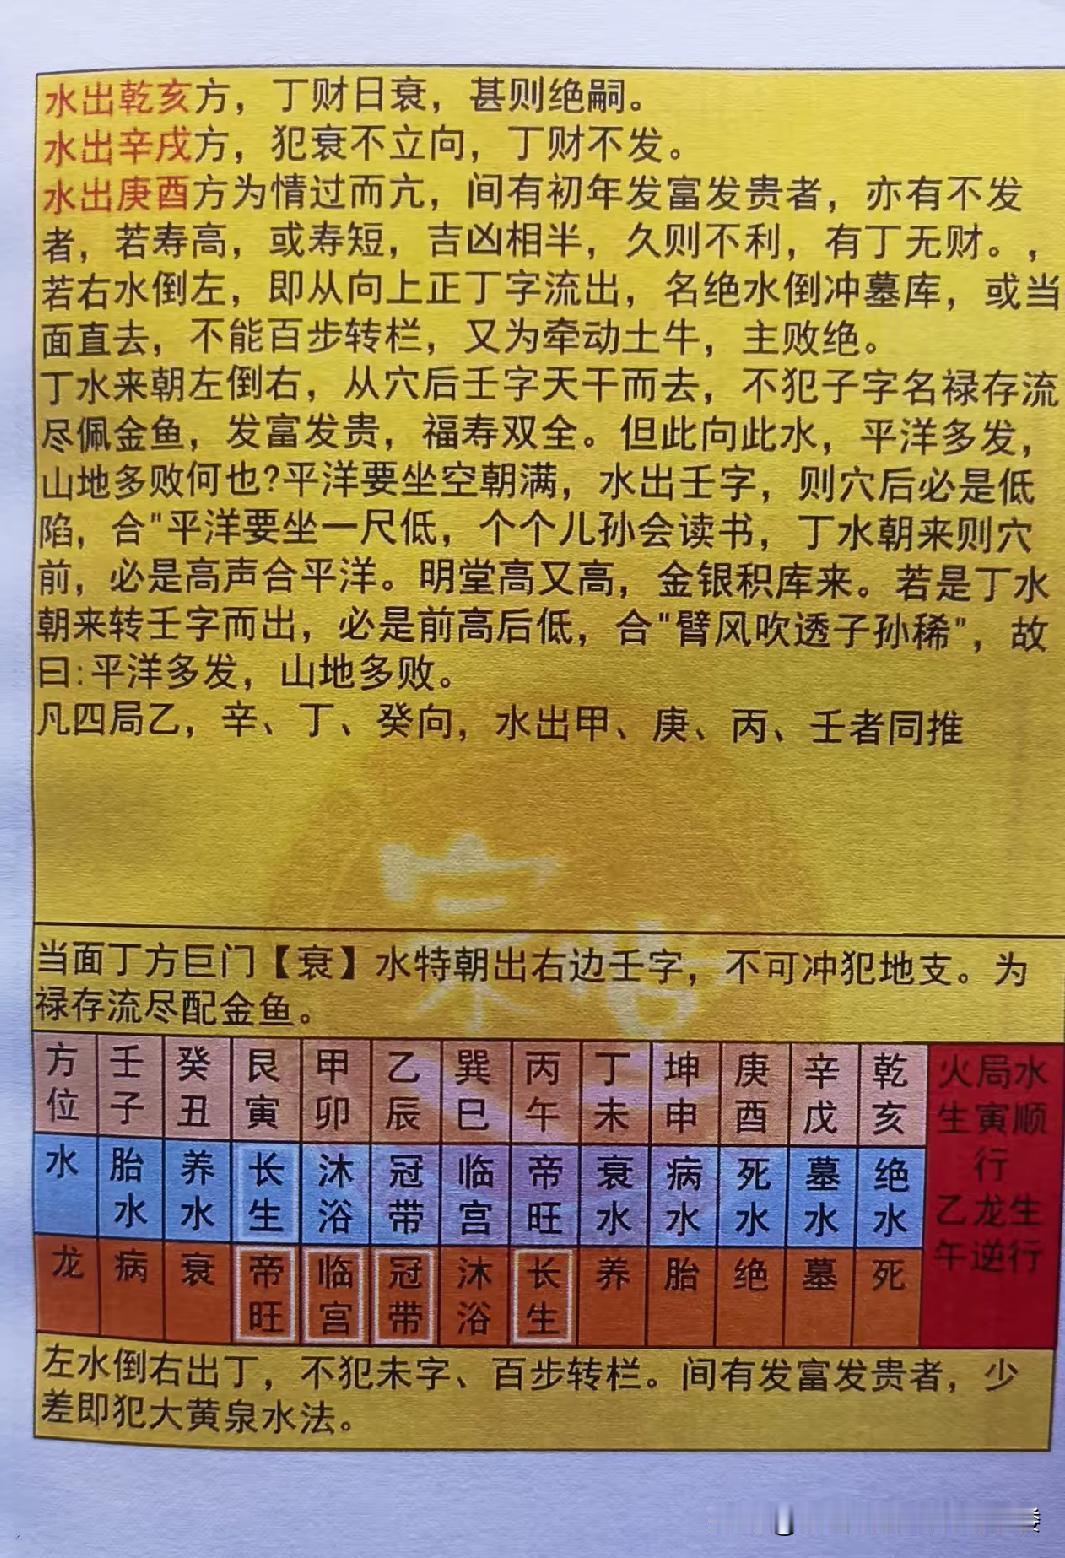 水出乾亥方，丁财日衰，甚则绝嗣。
水出辛戌方，犯衰不立向，丁财不发。
水出庚酉方为情过而亢，间有初年发富发贵者，亦有不发
者，若寿高，或寿短，吉凶相半，久则不利，有丁无财。，
若右水倒左，即从向上正丁字流出，名绝水倒冲墓库，或当
面直去，不能百步转栏，又为牵动土牛，主败绝。
丁水来朝左倒右，从穴后壬字天干而去，不犯子字名禄存流
尽佩金鱼，发富发贵，福寿双全。但此向此水，平洋多发，
山地多败何也?平洋要坐空朝满，水出壬字，则穴后必是低
陷，合"平洋要坐一尺低，个个儿孙会读书，丁水朝来则穴
前，必是高声合平洋。明堂高又高，金银积库来。若是丁水
朝来转壬字而出，必是前高后低，合"臂风吹透子孙稀"，故
曰:平洋多发，山地多败。
凡四局乙，辛、丁、癸向，水出甲、庚、丙、壬者同推
当面丁方巨门【衰】水特朝出右边壬字，不可冲犯地支。为
禄存流尽配金鱼。
方位 壬子 癸丑 艮寅 甲卯 乙辰 巽巳 丙午 丁未 坤申 庚酉 辛戊 乾亥
水 胎水 养水 长生 沐浴 冠带 临宫 帝旺 衰水 病水 死水 墓水 绝水
龙 病 衰 帝旺 临宫 冠带 沐浴 长生 养 胎 绝 墓 死
火局水
生寅顺
行
乙龙生
午逆行
左水倒右出丁，不犯未字、百步转栏。间有发富发贵者，少
差即犯大黄泉水法。